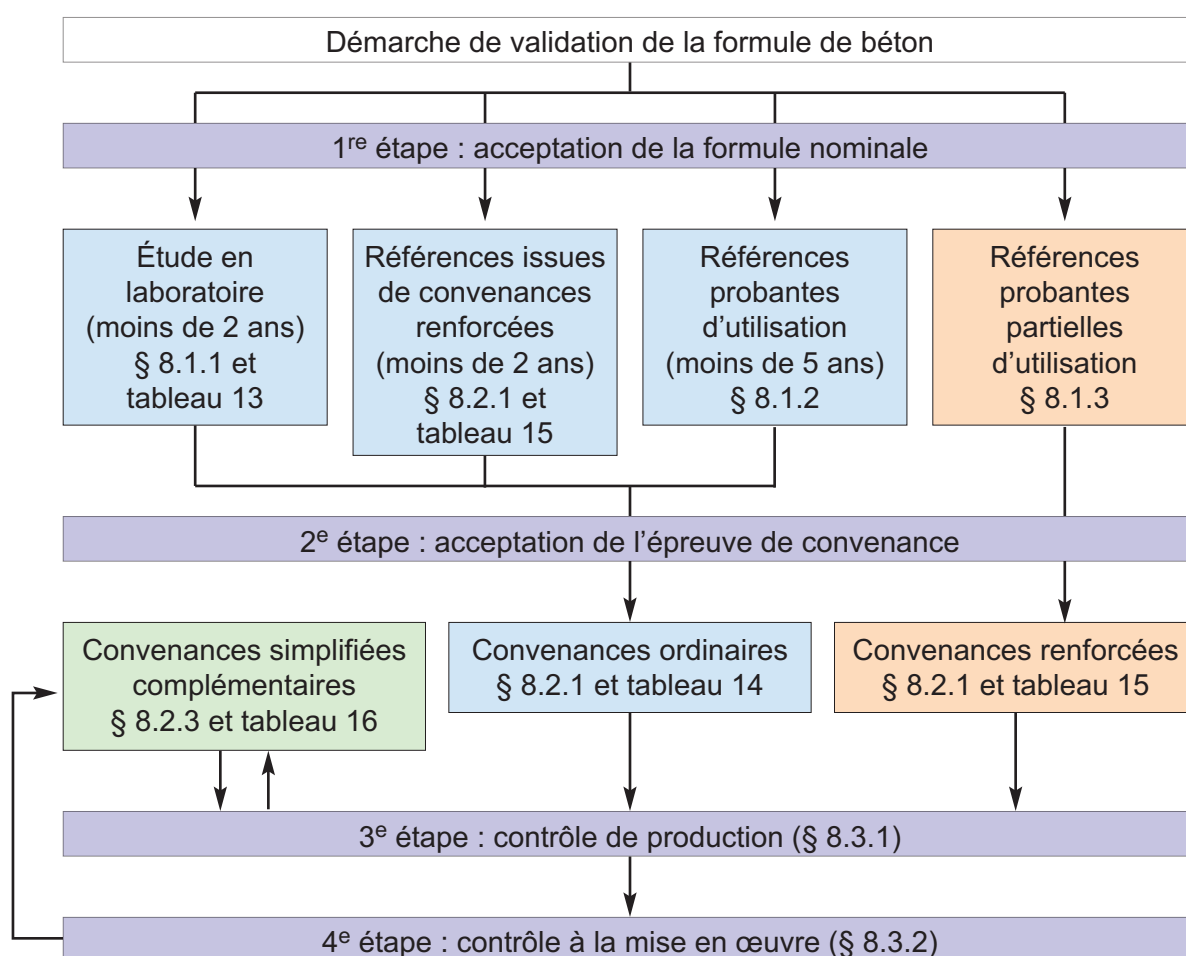 Démarche de validation de la formule de béton
1re étape : acceptation de la formule nominale
Étude en
laboratoire
(moins de 2 ans)
§ 8.1.1 et
tableau 13
Références issues
de convenances
renforcées
(moins de 2 ans)
§ 8.2.1 et
tableau 15
Références
probantes
d’utilisation
(moins de 5 ans)
§ 8.1.2
Références
probantes
partielles
d’utilisation
§ 8.1.3
2e étape : acceptation de l’épreuve de convenance
Convenances simplifiées
complémentaires
§ 8.2.3 et tableau 16
Convenances ordinaires
§ 8.2.1 et tableau 14
Convenances renforcées
§ 8.2.1 et tableau 15
3e étape : contrôle de production (§ 8.3.1)
4e étape : contrôle à la mise en œuvre (§ 8.3.2)